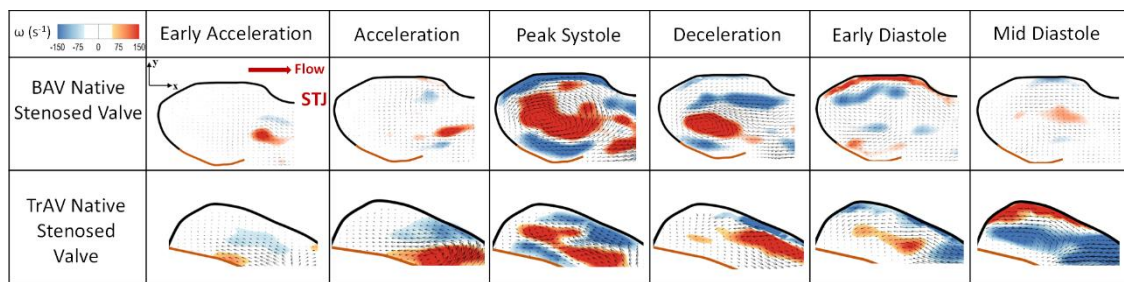 ω (s⁻¹)
-150 -75 0 75 150
Early Acceleration
Acceleration
Peak Systole
Deceleration
Early Diastole
Mid Diastole
BAV Native
Stenosed Valve
y
x
Flow
STJ
TrAV Native
Stenosed
Valve